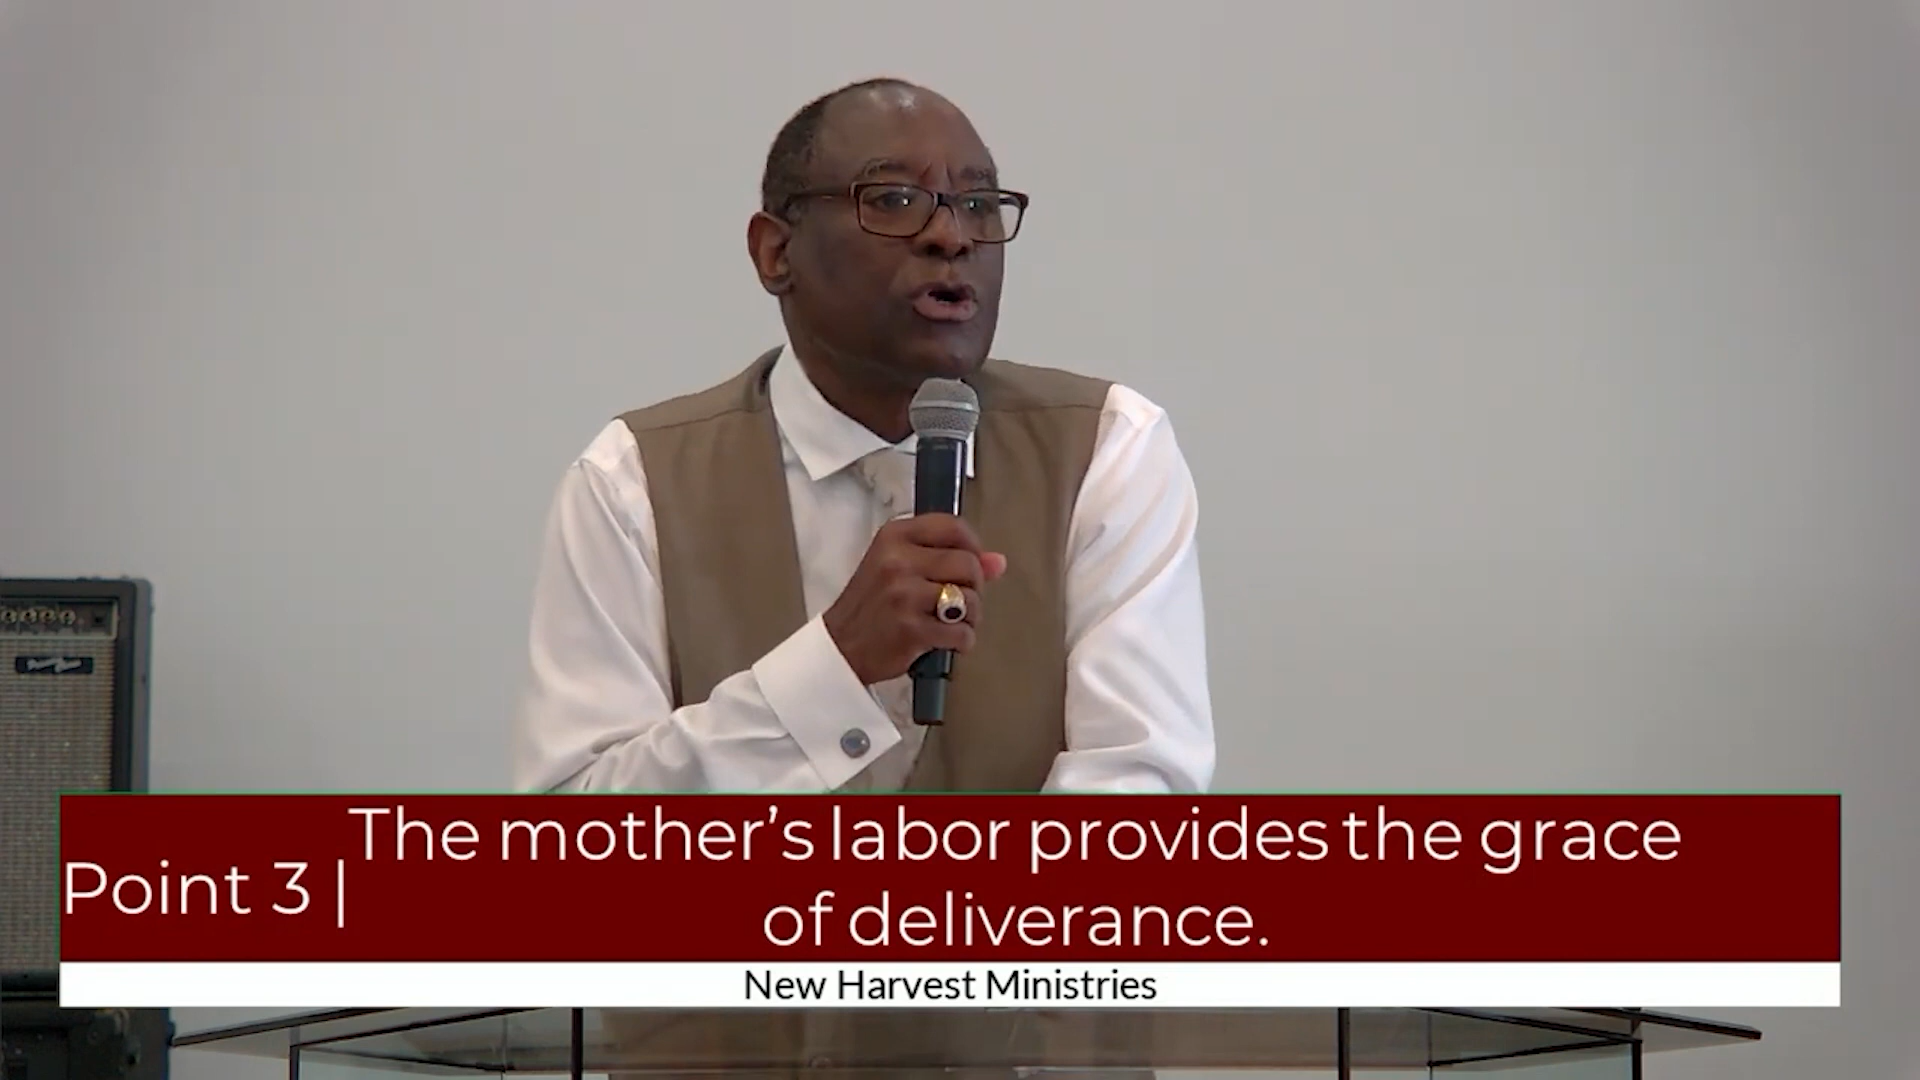 Point 3 |
The mother's labor provides the grace
of deliverance.
New Harvest Ministries